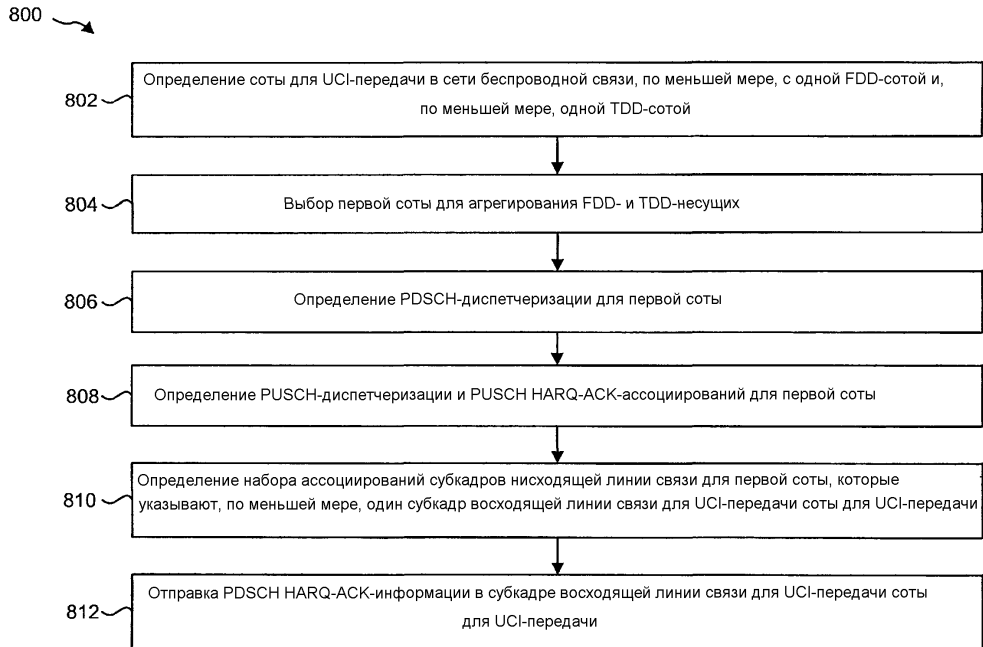 800
802
Определение соты для UCI-передачи в сети беспроводной связи, по меньшей мере, с одной FDD-сотой и,
по меньшей мере, одной TDD-сотой
804
Выбор первой соты для агрегирования FDD- и TDD-несущих
806
Определение PDSCH-диспетчеризации для первой соты
808
Определение PUSCH-диспетчеризации и PUSCH HARQ-ACK-ассоциирований для первой соты
810
Определение набора ассоциирований субкадров нисходящей линии связи для первой соты, которые
указывают, по меньшей мере, один субкадр восходящей линии связи для UCI-передачи соты для UCI-передачи
812
Отправка PDSCH HARQ-ACK-информации в субкадре восходящей линии связи для UCI-передачи соты
для UCI-передачи